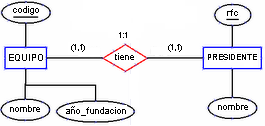 codigo
rfc
1:1
(1,1)
(1,1)
EQUIPO
tiene
PRESIDENTE
nombre
año_fundacion
nombre